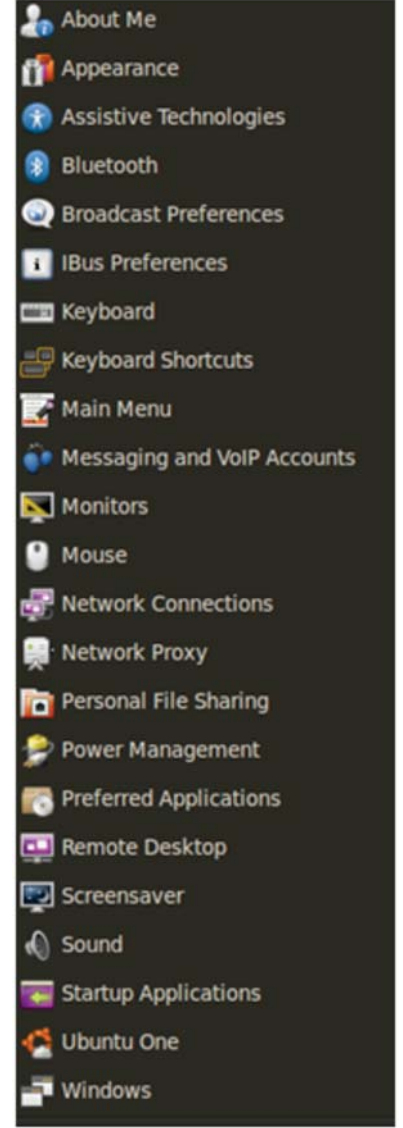 About Me
Appearance
Assistive Technologies
Bluetooth
Broadcast Preferences
IBus Preferences
Keyboard
Keyboard Shortcuts
Main Menu
Messaging and VoIP Accounts
Monitors
Mouse
Network Connections
Network Proxy
Personal File Sharing
Power Management
Preferred Applications
Remote Desktop
Screensaver
Sound
Startup Applications
Ubuntu One
Windows